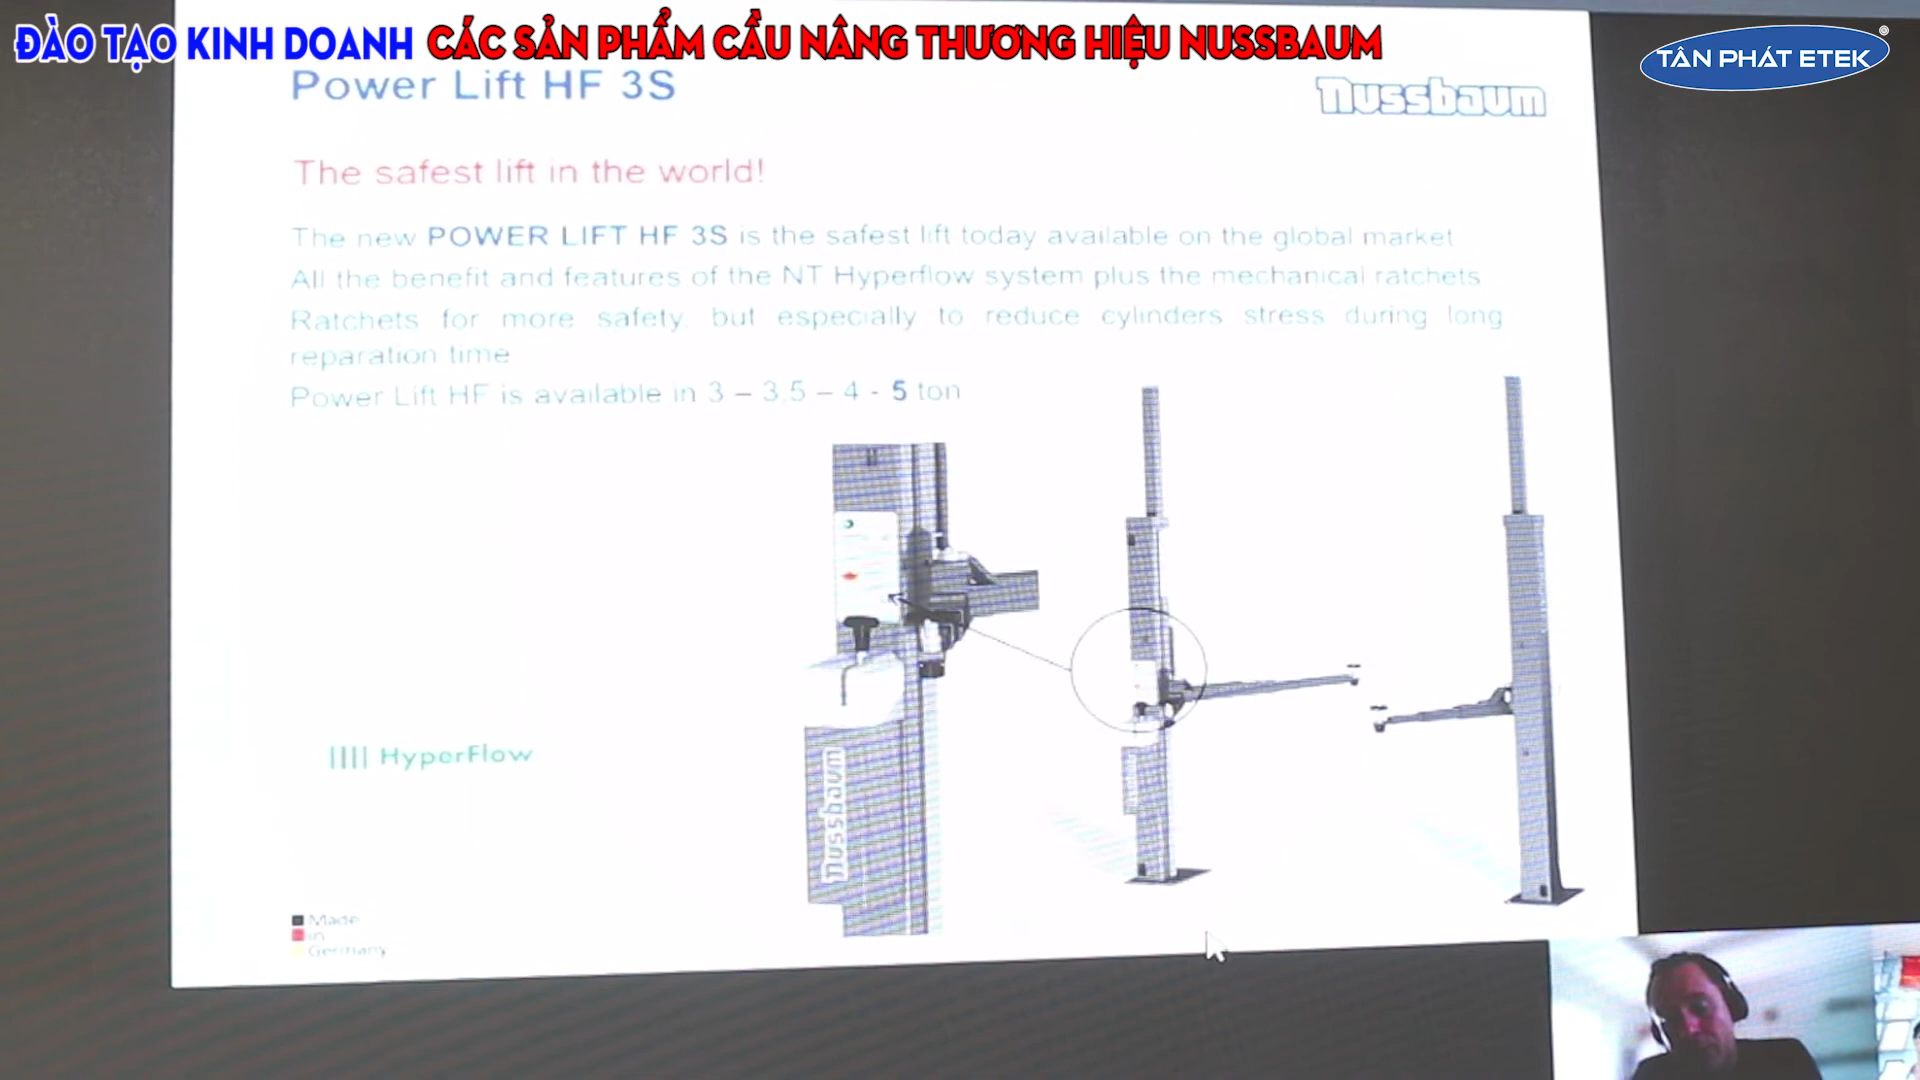 ĐÀO TẠO KINH DOANH CÁC SẢN PHẨM CẦU NÂNG THƯƠNG HIỆU NUSSBAUM
TÂN PHÁT ETEK
Power Lift HF 3S
Nussbaum
The safest lift in the world!
The new POWER LIFT HF 3S is the safest lift today available on the global market
All the benefit and features of the NT Hyperflow system plus the mechanical ratchets
Ratchets for more safety, but especially to reduce cylinders stress during long
reparation time
Power Lift HF is available in 3 – 3,5 – 4 - 5 ton
HyperFlow
Nussbaum
Made
in
Germany